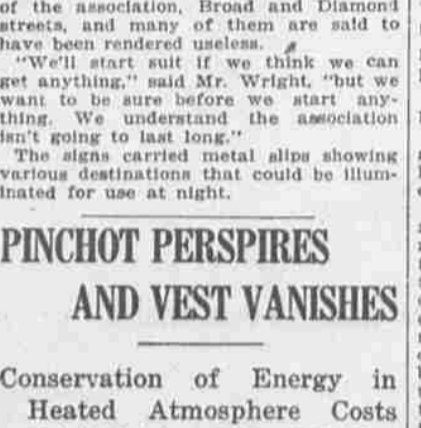 of the association, Broad and Diamond
streets, and many of them are said to
have been rendered useless.
"We'll start suit if we think we can
get anything," said Mr. Wright, "but we
want to be sure before we start any-
thing. We understand the association
isn't going to last long."
The signs carried metal slips showing
various destinations that could be illum-
inated for use at night.
PINCHOT PERSPIRES
AND VEST VANISHES
Conservation of Energy in
Heated Atmosphere Costs